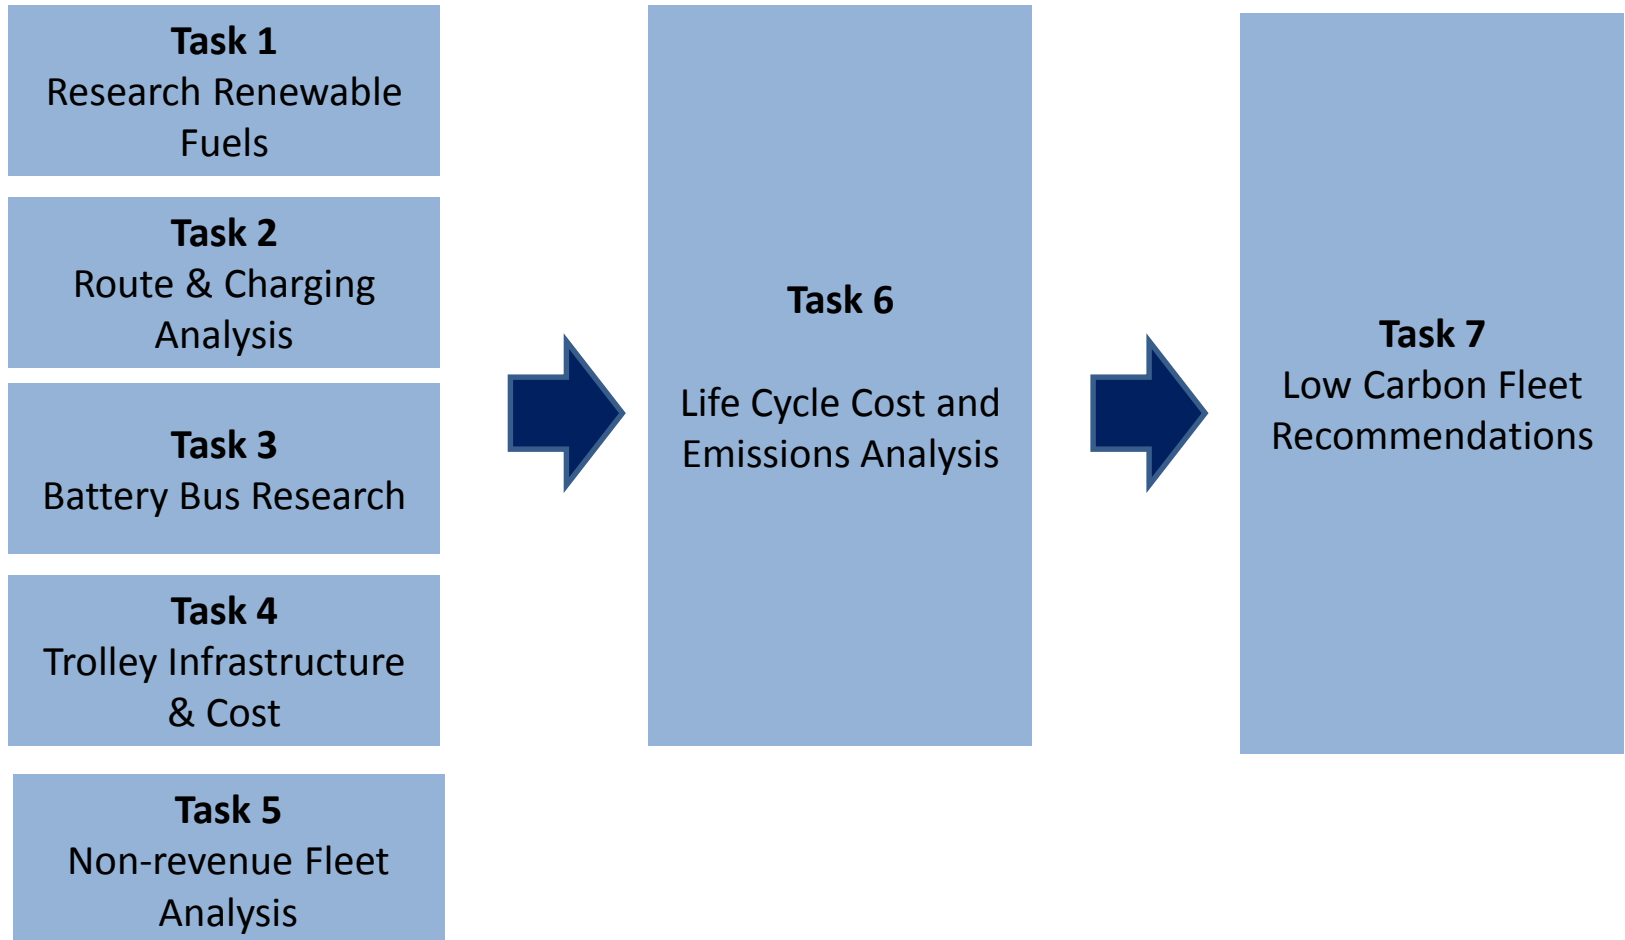 Task 1
Research Renewable
Fuels
Task 2
Route & Charging
Analysis
Task 3
Battery Bus Research
Task 4
Trolley Infrastructure
& Cost
Task 5
Non-revenue Fleet
Analysis
Task 6
Life Cycle Cost and
Emissions Analysis
Task 7
Low Carbon Fleet
Recommendations